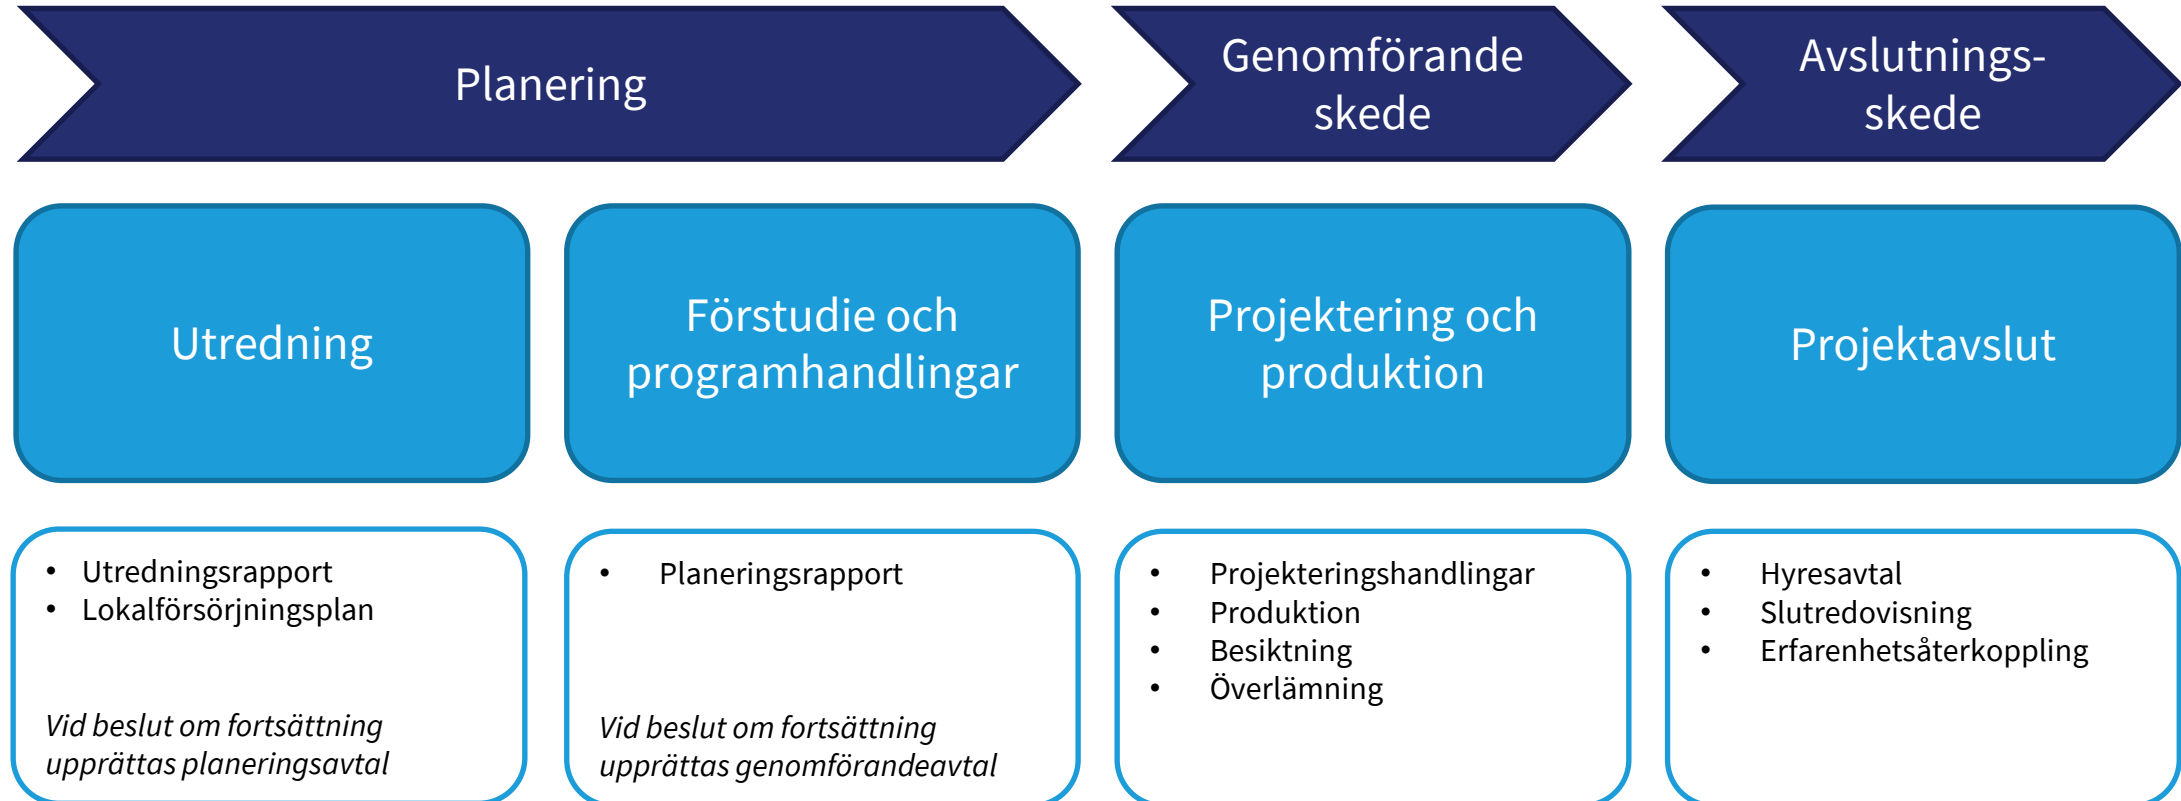 Planering
Genomförande
skede
Avslutnings-
skede
Utredning
Förstudie och
programhandlingar
Projektering och
produktion
Projektavslut
• Utredningsrapport
• Lokalförsörjningsplan
Vid beslut om fortsättning
upprättas planeringsavtal
• Planeringsrapport
Vid beslut om fortsättning
upprättas genomförandeavtal
• Projekteringshandlingar
• Produktion
• Besiktning
• Överlämning
• Hyresavtal
• Slutredovisning
• Erfarenhetsåterkoppling